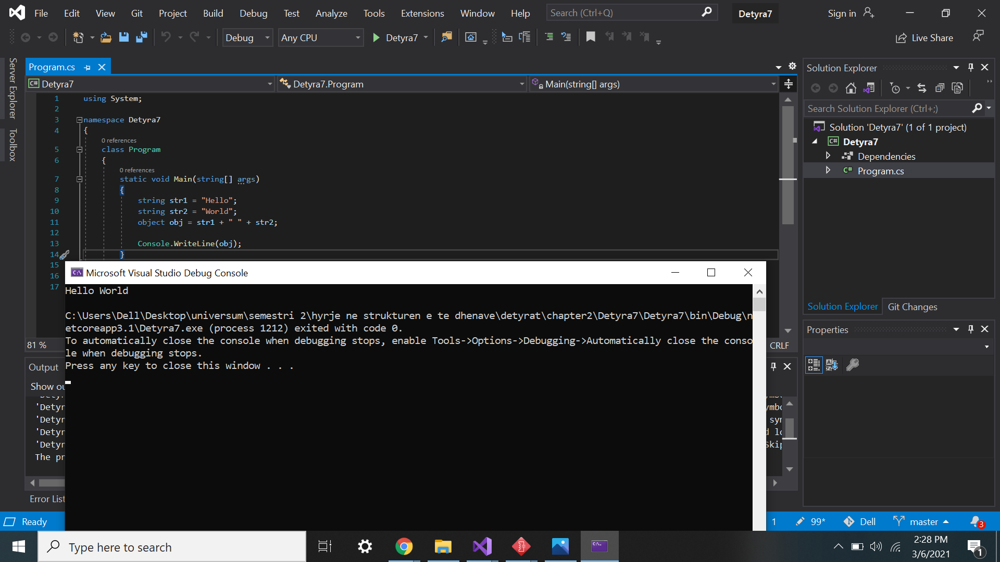 File Edit View Git Project Build Debug Test Analyze Tools Extensions Window Help Search (Ctrl+Q) Detyra7 Sign in
Debug Any CPU Detyra7 Live Share
Server Explorer
Toolbox
Program.cs
Detyra7 Detyra7.Program Main(string[] args)
1 using System;
2
3 namespace Detyra7
4 {
0 references
5 class Program
6 {
0 references
7 static void Main(string[] args)
8 {
9 string str1 = "Hello";
10 string str2 = "World";
11 object obj = str1 + " " + str2;
12
13 Console.WriteLine(obj);
14 }
15
16
17
81 %
CRLF
Microsoft Visual Studio Debug Console
Hello World
C:\Users\Dell\Desktop\universum\semestri 2\hyrje ne strukturen e te dhenave\detyrat\chapter2\Detyra7\Detyra7\bin\Debug\n
etcoreapp3.1\Detyra7.exe (process 1212) exited with code 0.
To automatically close the console when debugging stops, enable Tools->Options->Debugging->Automatically close the conso
le when debugging stops.
Press any key to close this window . . .
Output
Show ou
'Detyr
'Detyr
'Detyr
'Detyr
The pr
Error List
Solution Explorer
Search Solution Explorer (Ctrl+;)
Solution 'Detyra7' (1 of 1 project)
C# Detyra7
Dependencies
C# Program.cs
Solution Explorer Git Changes
Properties
Ready 1 99* Dell master 3
Type here to search
2:28 PM
3/6/2021
1